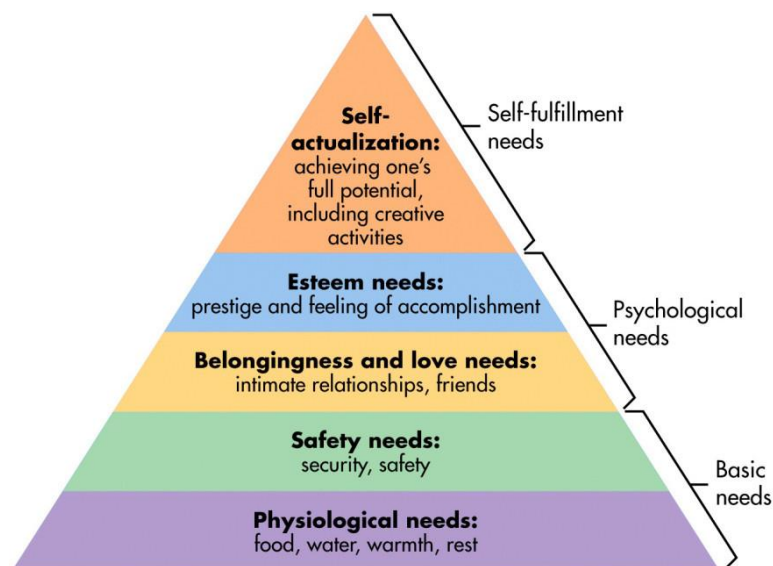 Self-
actualization:
achieving one's
full potential,
including creative
activities
Self-fulfillment
needs
Esteem needs:
prestige and feeling of accomplishment
Psychological
needs
Belongingness and love needs:
intimate relationships, friends
Safety needs:
security, safety
Basic
needs
Physiological needs:
food, water, warmth, rest